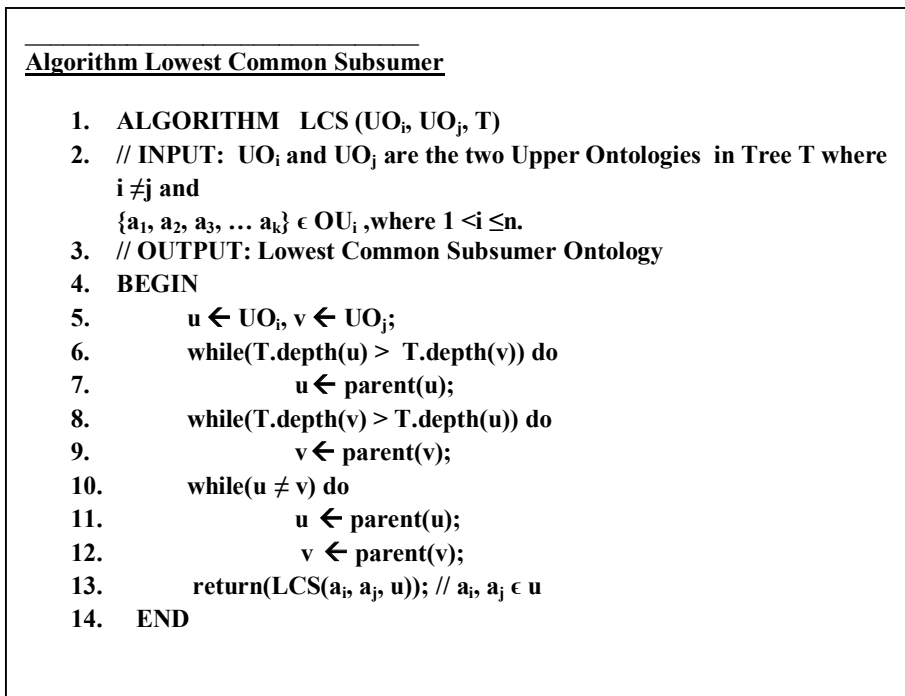 Algorithm Lowest Common Subsumer
1. ALGORITHM LCS (UOᵢ, UOⱼ, T)
2. // INPUT: UOᵢ and UOⱼ are the two Upper Ontologies in Tree T where
i ≠j and
{a₁, a₂, a₃, … aₖ} ϵ OUᵢ ,where 1 <i ≤n.
3. // OUTPUT: Lowest Common Subsumer Ontology
4. BEGIN
5. u ← UOᵢ, v ← UOⱼ;
6. while(T.depth(u) > T.depth(v)) do
7. u ← parent(u);
8. while(T.depth(v) > T.depth(u)) do
9. v ← parent(v);
10. while(u ≠ v) do
11. u ← parent(u);
12. v ← parent(v);
13. return(LCS(aᵢ, aⱼ, u)); // aᵢ, aⱼ ϵ u
14. END